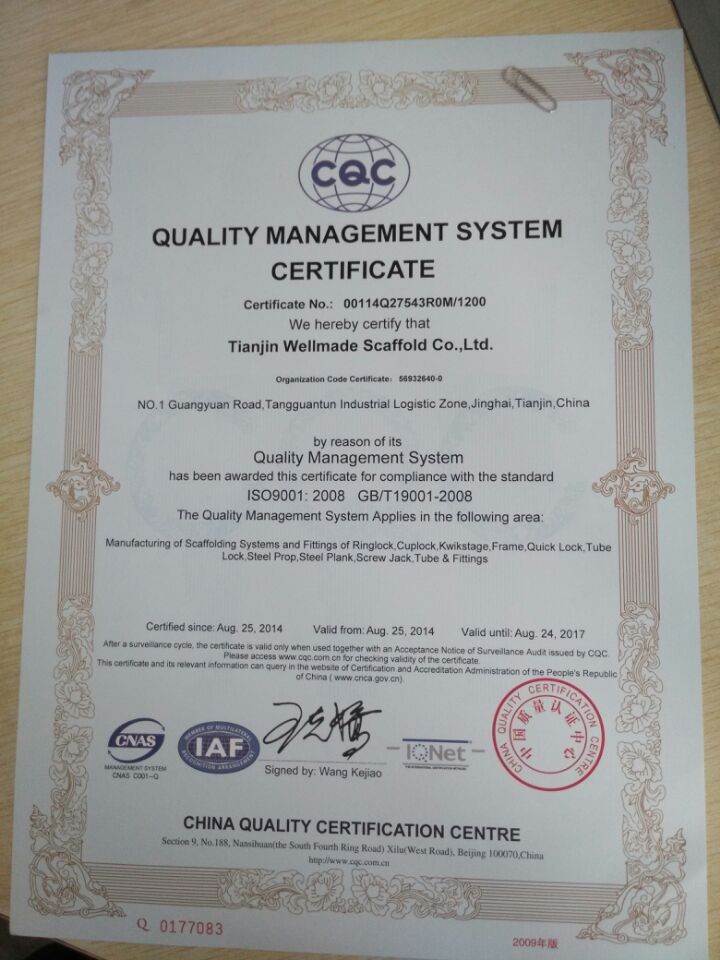 CQC
QUALITY MANAGEMENT SYSTEM
CERTIFICATE
Certificate No.: 00114Q27543R0M/1200
We hereby certify that
Tianjin Wellmade Scaffold Co.,Ltd.
Organization Code Certificate: 56932640-0
NO.1 Guangyuan Road,Tangguantun Industrial Logistic Zone,Jinghai,Tianjin,China
by reason of its
Quality Management System
has been awarded this certificate for compliance with the standard
ISO9001: 2008 GB/T19001-2008
The Quality Management System Applies in the following area:
Manufacturing of Scaffolding Systems and Fittings of Ringlock,Cuplock,Kwikstage,Frame,Quick Lock,Tube
Lock,Steel Prop,Steel Plank,Screw Jack,Tube & Fittings
Certified since: Aug. 25, 2014 Valid from: Aug. 25, 2014 Valid until: Aug. 24, 2017
After a surveillance cycle, the certificate is valid only when used together with an Acceptance Notice of Surveillance Audit issued by CQC.
Please access www.cqc.com.cn for checking validity of the certificate.
This certificate and its relevant information can query in the website of Certification and Accreditation Administration of the People's Republic
of China ( www.cnca.gov.cn).
CNAS
MANAGEMENT SYSTEM
CNAS C001-Q
MEMBER OF MULTILATERAL
IAF
RECOGNITION ARRANGEMENT
Signed by: Wang Kejiao
IQNet
THE INTERNATIONAL CERTIFICATION NETWORK
CHINA QUALITY CERTIFICATION CENTRE
中国质量认证中心
CHINA QUALITY CERTIFICATION CENTRE
Section 9, No.188, Nansihuan(the South Fourth Ring Road) Xilu(West Road), Beijing 100070,China
http://www.cqc.com.cn
Q 0177083
2009年版